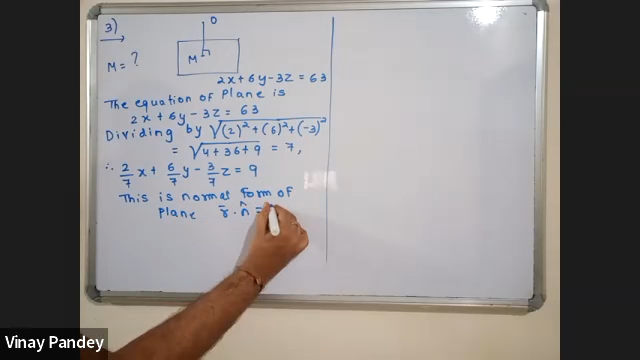 3)
O
M = ?
M
2x + 6y - 3z = 63
The equation of Plane is
2x + 6y - 3z = 63
Dividing by √(2)² + (6)² + (-3)²
= √4 + 36 + 9 = 7,
∴ 2/7 x + 6/7 y - 3/7 z = 9
This is normal form of
Plane r̄ . n̂ =
Vinay Pandey